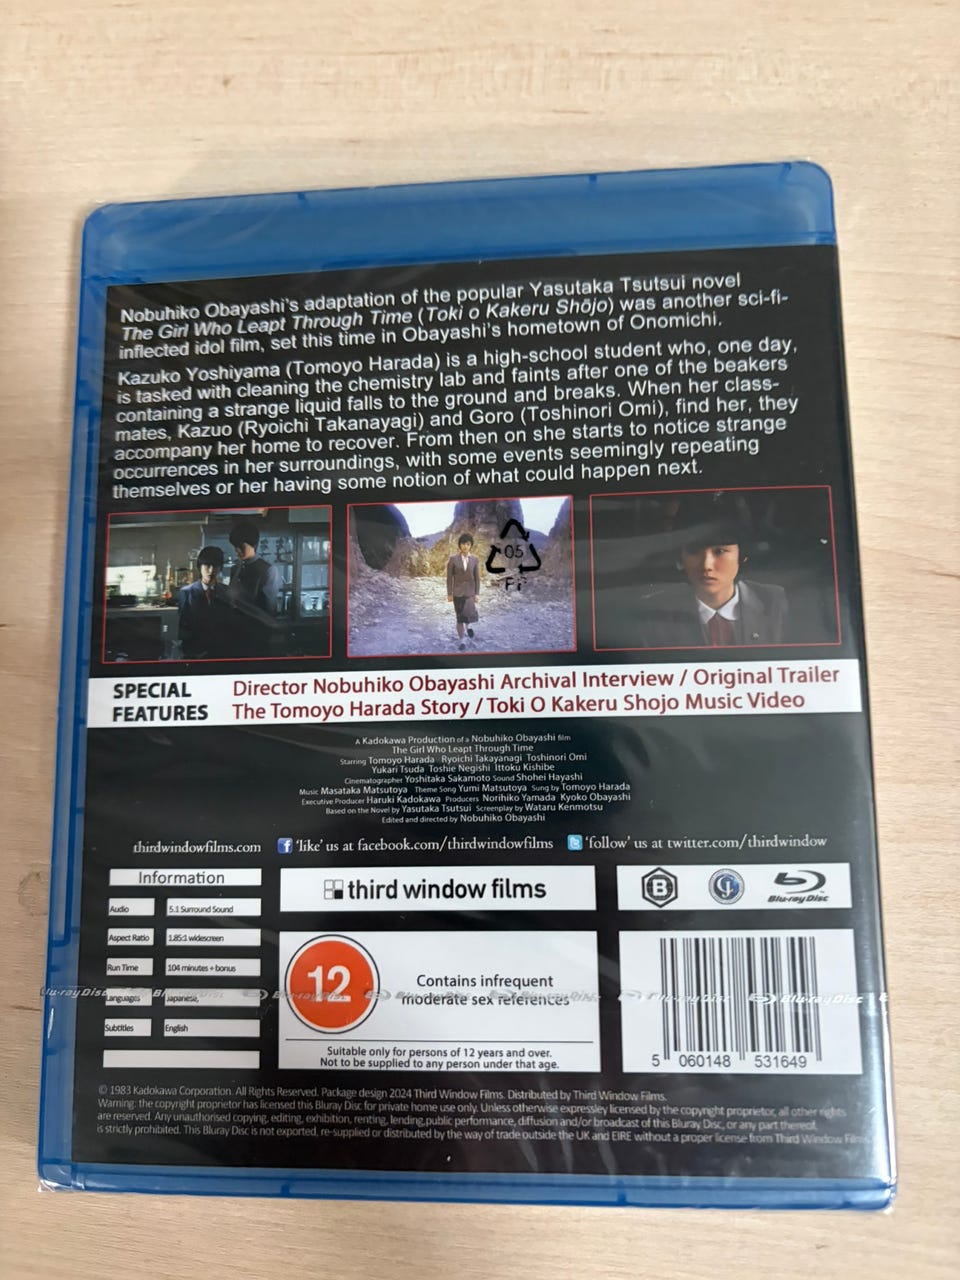 Nobuhiko Obayashi's adaptation of the popular Yasutaka Tsutsui novel
The Girl Who Leapt Through Time (Toki o Kakeru Shōjo) was another sci-fi-
inflected idol film, set this time in Obayashi's hometown of Onomichi.
Kazuko Yoshiyama (Tomoyo Harada) is a high-school student who, one day,
is tasked with cleaning the chemistry lab and faints after one of the beakers
containing a strange liquid falls to the ground and breaks. When her class-
mates, Kazuo (Ryoichi Takanayagi) and Goro (Toshinori Omi), find her, they
accompany her home to recover. From then on she starts to notice strange
occurrences in her surroundings, with some events seemingly repeating
themselves or her having some notion of what could happen next.
05
SPECIAL FEATURES
Director Nobuhiko Obayashi Archival Interview / Original Trailer
The Tomoyo Harada Story / Toki O Kakeru Shojo Music Video
A Kadokawa Production of a Nobuhiko Obayashi film
The Girl Who Leapt Through Time
Starring Tomoyo Harada Ryoichi Takayanagi Toshinori Omi
Yukari Tsuda Toshie Negishi Ittoku Kishibe
Cinematographer Yoshitaka Sakamoto Sound Shohei Hayashi
Music Masataka Matsutoya Theme Song Yumi Matsutoya Sung by Tomoyo Harada
Executive Producer Haruki Kadokawa Producers Norihiko Yamada Kyoko Obayashi
Based on the Novel by Yasutaka Tsutsui Screenplay by Wataru Kenmotsu
Edited and directed by Nobuhiko Obayashi
thirdwindowfilms.com
f 'like' us at facebook.com/thirdwindowfilms
'follow' us at twitter.com/thirdwindow
Information
Audio 5.1 Surround Sound
Aspect Ratio 1.85:1 widescreen
Run Time 104 minutes + bonus
Languages Japanese,
Subtitles English
third window films
B
Blu-ray Disc
12
Contains infrequent
moderate sex references
Suitable only for persons of 12 years and over.
Not to be supplied to any person under that age.
5 060148 531649
Blu-ray Disc Blu-ray Disc Blu-ray Disc Blu-ray Disc
© 1983 Kadokawa Corporation. All Rights Reserved. Package design 2024 Third Window Films. Distributed by Third Window Films.
Warning: the copyright proprietor has licensed this Bluray Disc for private home use only. Unless otherwise expressley licensed by the copyright proprietor, all other rights
are reserved. Any unauthorised copying, editing, exhibition, renting, lending,public performance, diffusion and/or broadcast of this Bluray Disc, or any part thereof,
is strictly prohibited. This Bluray Disc is not exported, re-supplied or distributed by the way of trade outside the UK and EIRE without a proper license from Third Window Films